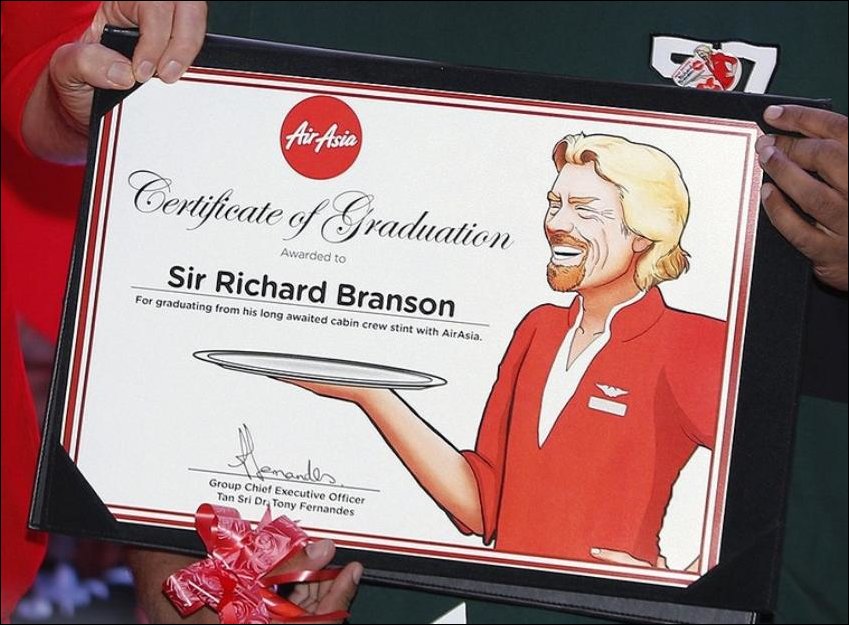 AirAsia
Certificate of Graduation
Awarded to
Sir Richard Branson
For graduating from his long awaited cabin crew stint with AirAsia.
Fernandes
Group Chief Executive Officer
Tan Sri Dr. Tony Fernandes